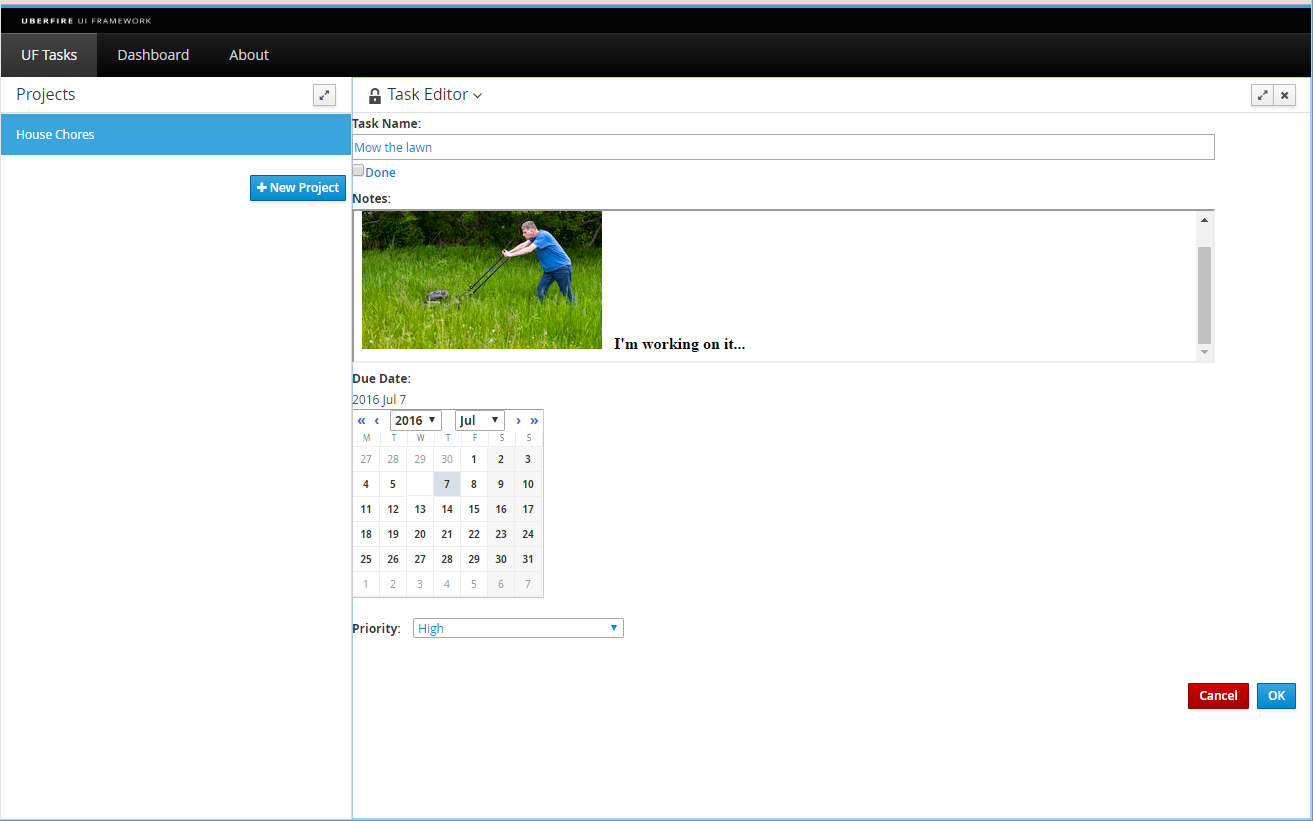 UBERFIRE UI FRAMEWORK
UF Tasks Dashboard About
Projects
Task Editor
House Chores
+ New Project
Task Name:
Mow the lawn
Done
Notes:
I'm working on it...
Due Date:
2016 Jul 7
« ‹ 2016 Jul › »
M T W T F S S
27 28 29 30 1 2 3
4 5 7 8 9 10
11 12 13 14 15 16 17
18 19 20 21 22 23 24
25 26 27 28 29 30 31
1 2 3 4 5 6 7
Priority: High
Cancel OK